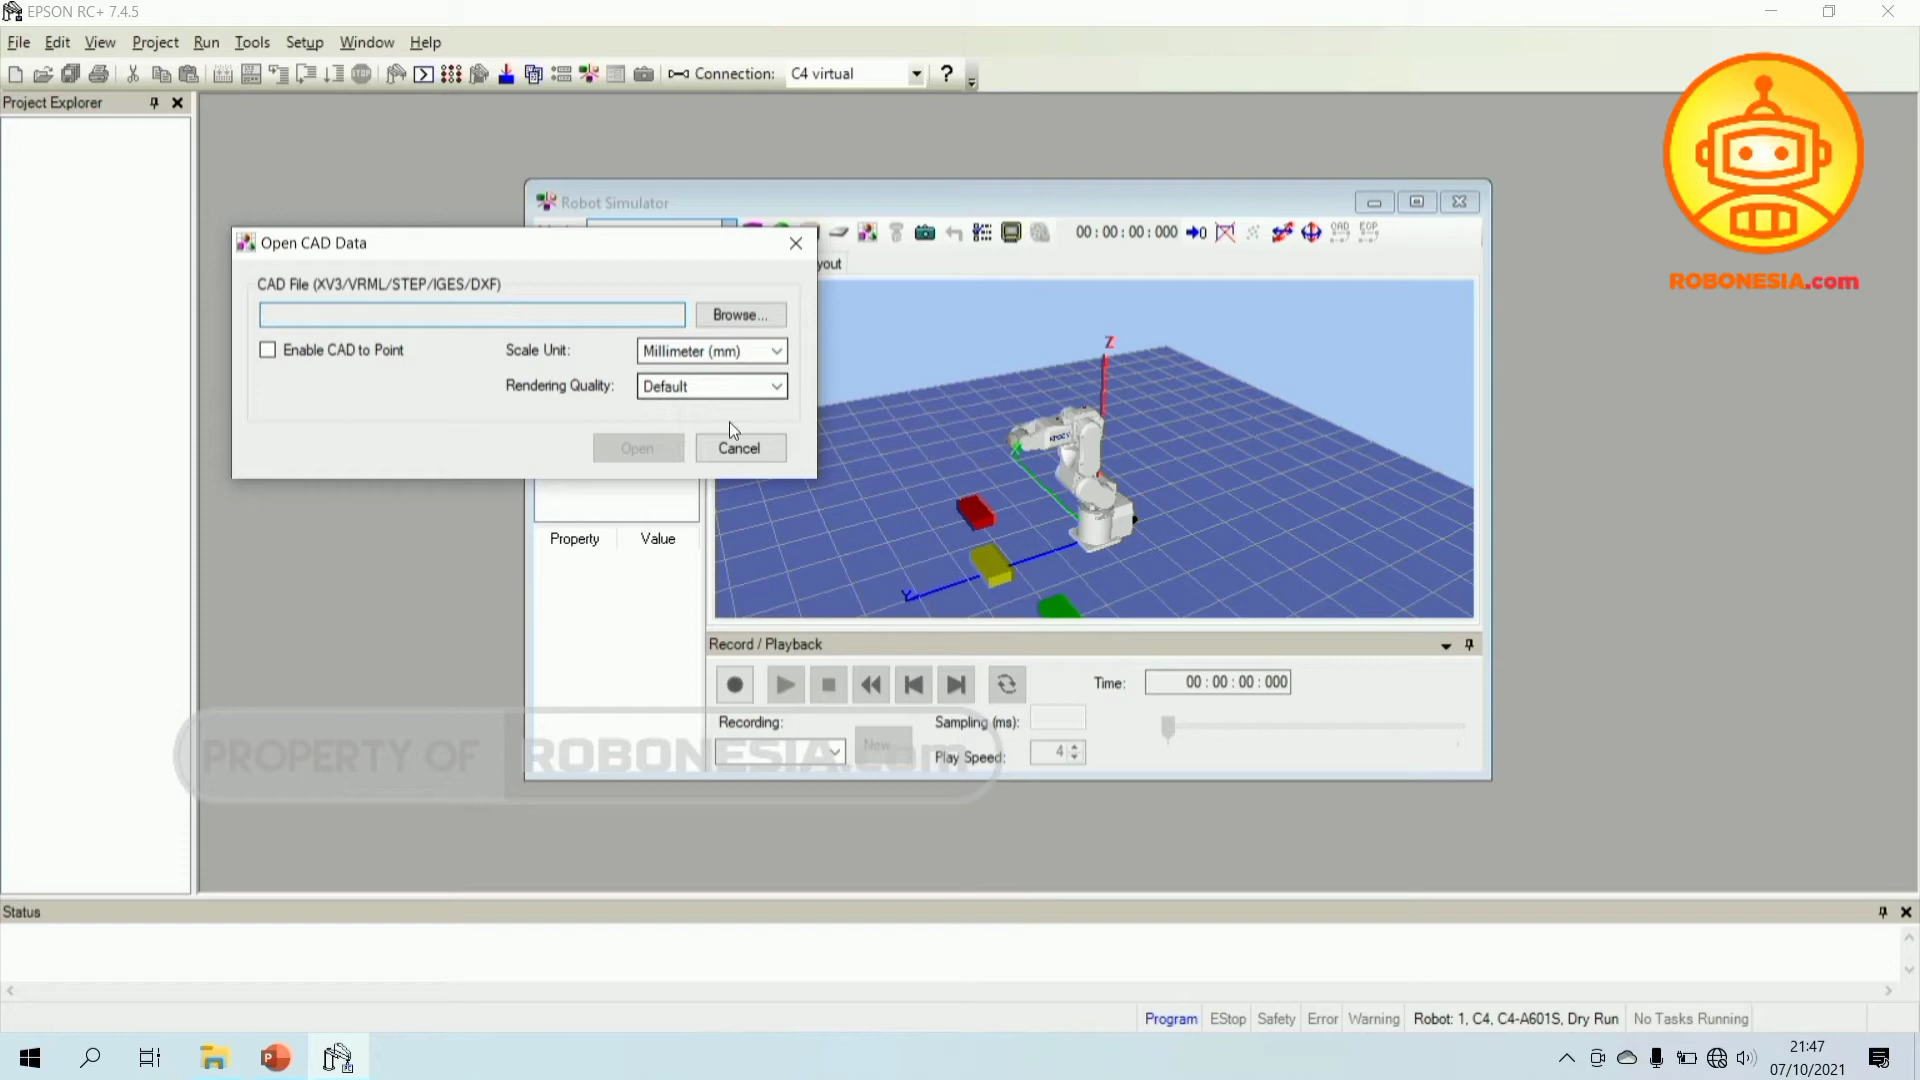 EPSON RC+ 7.4.5
File Edit View Project Run Tools Setup Window Help
Connection: C4 virtual ?
Project Explorer
ROBONESIA.com
Robot Simulator
00:00:00:000
CAD ECP
yout
Open CAD Data
CAD File (XV3/VRML/STEP/IGES/DXF)
Browse...
Enable CAD to Point Scale Unit: Millimeter (mm)
Rendering Quality: Default
Open Cancel
Z
X
Y
Property Value
Record / Playback
Time: 00 : 00 : 00 : 000
Recording: Sampling (ms):
New
Play Speed: 4
PROPERTY OF ROBONESIA.com
Status
Program EStop Safety Error Warning Robot: 1, C4, C4-A601S, Dry Run No Tasks Running
21:47
07/10/2021